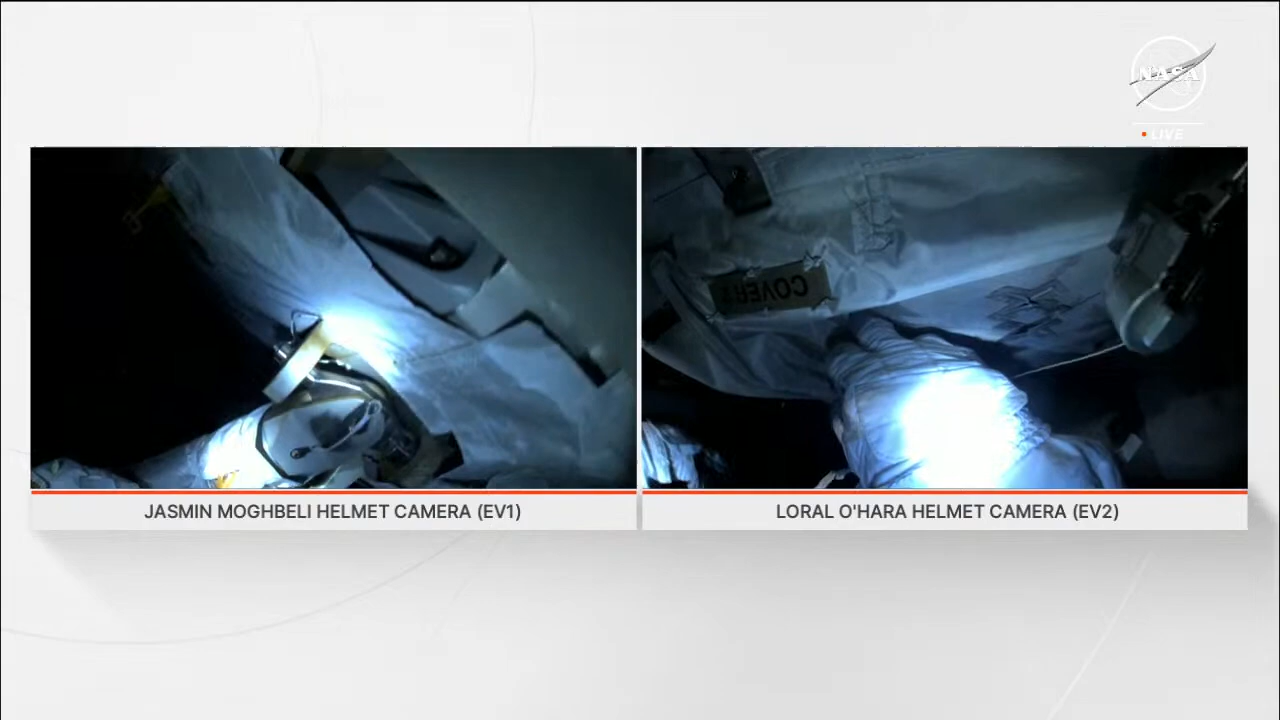 NASA
LIVE
COVER
JASMIN MOGHBELI HELMET CAMERA (EV1)
LORAL O'HARA HELMET CAMERA (EV2)